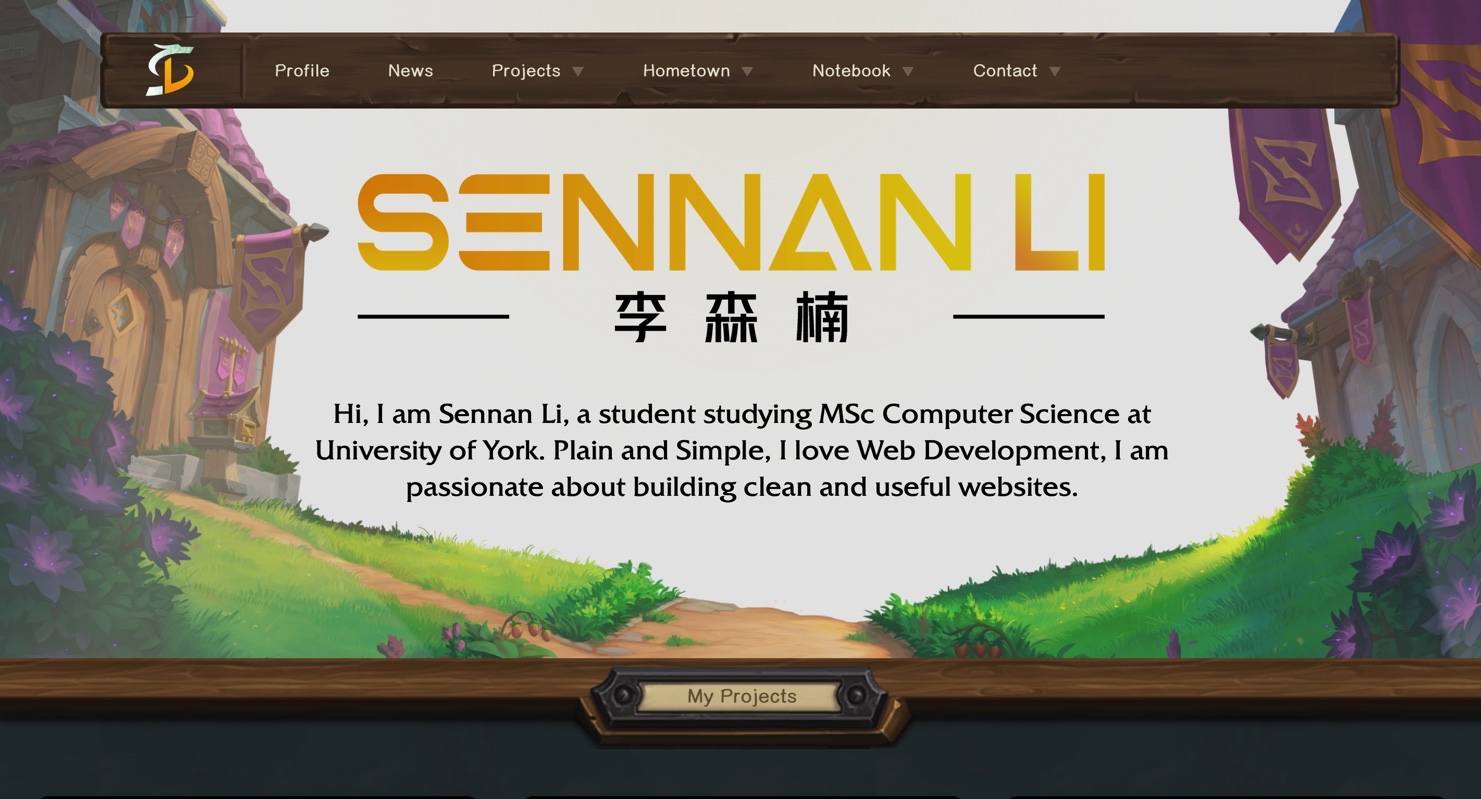 Profile News Projects Hometown Notebook Contact
SENNAN LI
李森楠
Hi, I am Sennan Li, a student studying MSc Computer Science at
University of York. Plain and Simple, I love Web Development, I am
passionate about building clean and useful websites.
My Projects